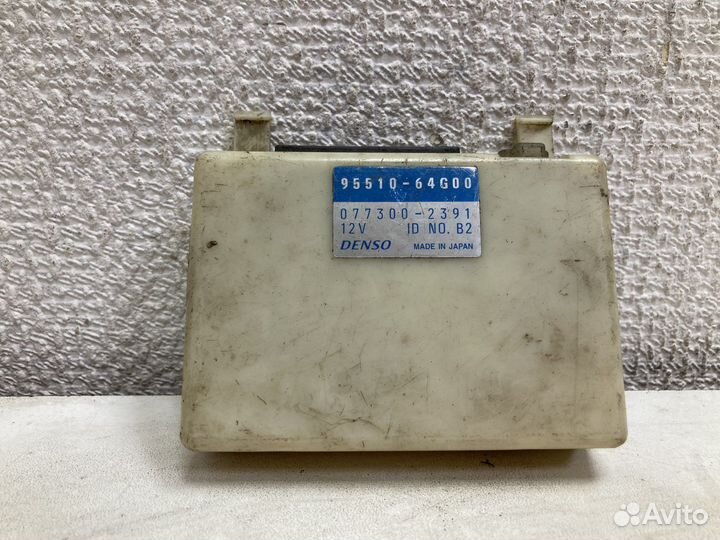 95510-64G00
077300-2391
12V ID NO. B2
DENSO MADE IN JAPAN
Avito